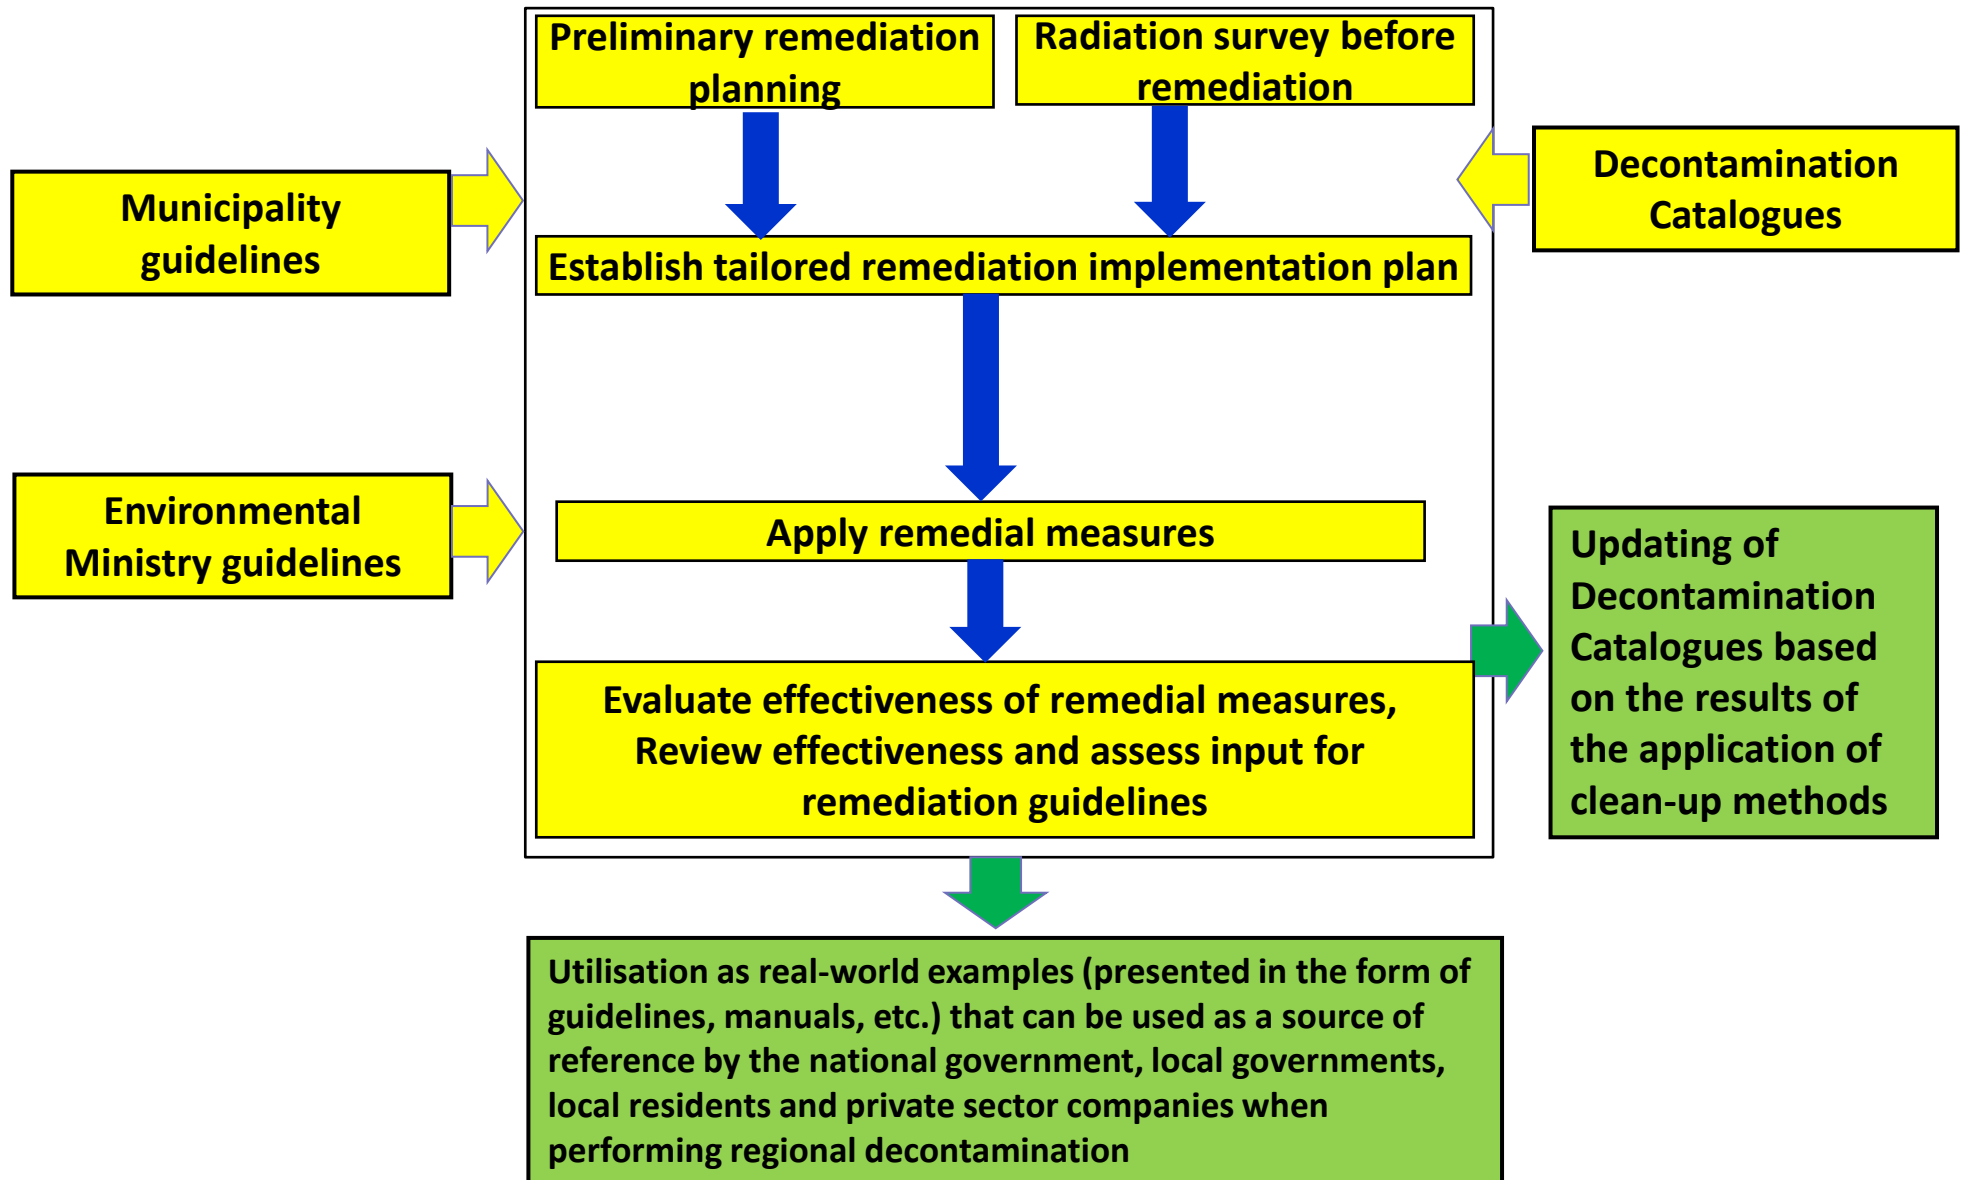 Preliminary remediation
planning
Radiation survey before
remediation
Municipality
guidelines
Decontamination
Catalogues
Establish tailored remediation implementation plan
Environmental
Ministry guidelines
Apply remedial measures
Updating of
Decontamination
Catalogues based
on the results of
the application of
clean-up methods
Evaluate effectiveness of remedial measures,
Review effectiveness and assess input for
remediation guidelines
Utilisation as real-world examples (presented in the form of
guidelines, manuals, etc.) that can be used as a source of
reference by the national government, local governments,
local residents and private sector companies when
performing regional decontamination